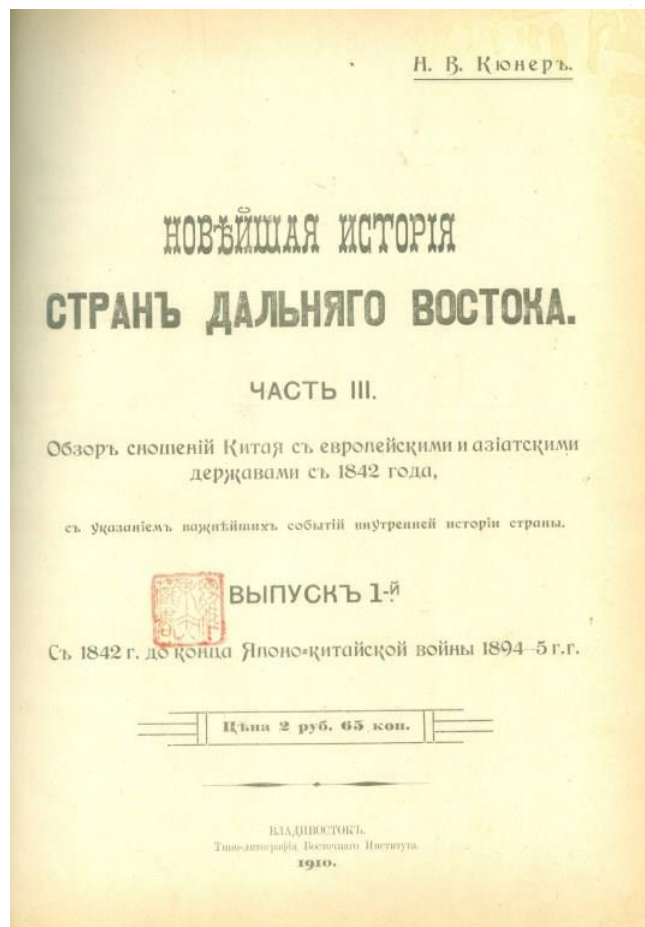 Н. В. Кюнеръ.
НОВѢЙШАЯ ИСТОРІЯ
СТРАНЪ ДАЛЬНЯГО ВОСТОКА.
ЧАСТЬ III.
Обзоръ сношеній Китая съ европейскими и азіатскими
державами съ 1842 года,
съ указаніемъ важнѣйшихъ событій внутренней исторіи страны.
ВЫПУСКЪ 1-й
Съ 1842 г. до конца Японо-китайской войны 1894–5 г.г.
Цѣна 2 руб. 65 коп.
ВЛАДИВОСТОКЪ.
Типо-литографія Восточнаго Института.
1910.